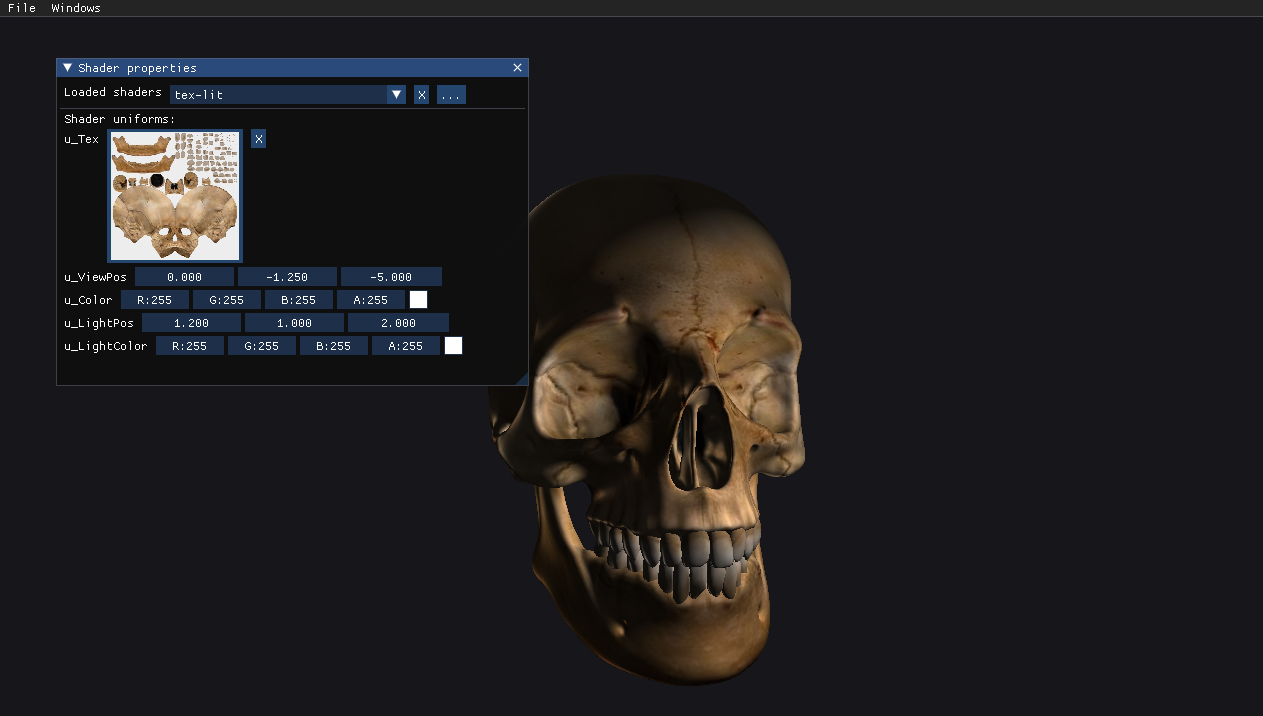 File Windows
Shader properties
Loaded shaders tex-lit X ...
Shader uniforms:
u_Tex X
u_ViewPos 0.000 -1.250 -5.000
u_Color R:255 G:255 B:255 A:255
u_LightPos 1.200 1.000 2.000
u_LightColor R:255 G:255 B:255 A:255